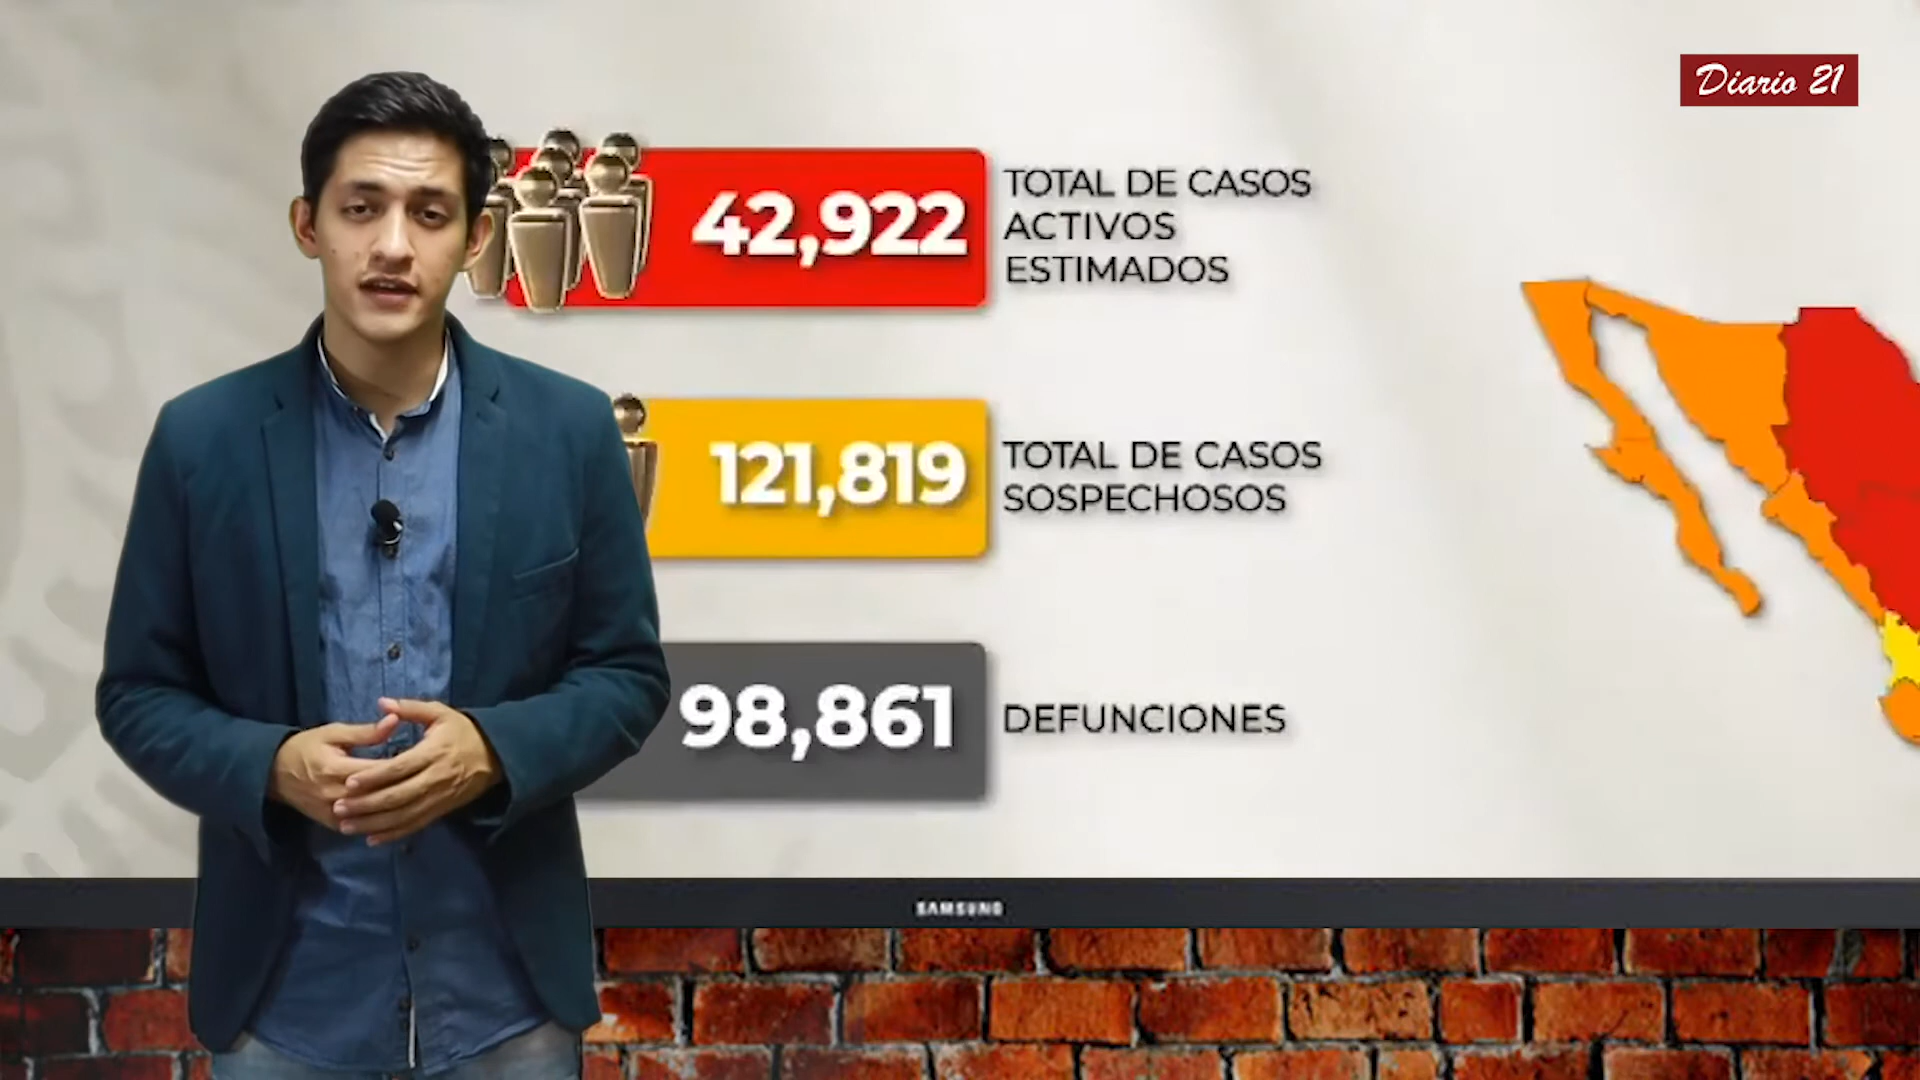 Diario 21
42,922
TOTAL DE CASOS
ACTIVOS
ESTIMADOS
121,819
TOTAL DE CASOS
SOSPECHOSOS
98,861
DEFUNCIONES
SAMSUNG